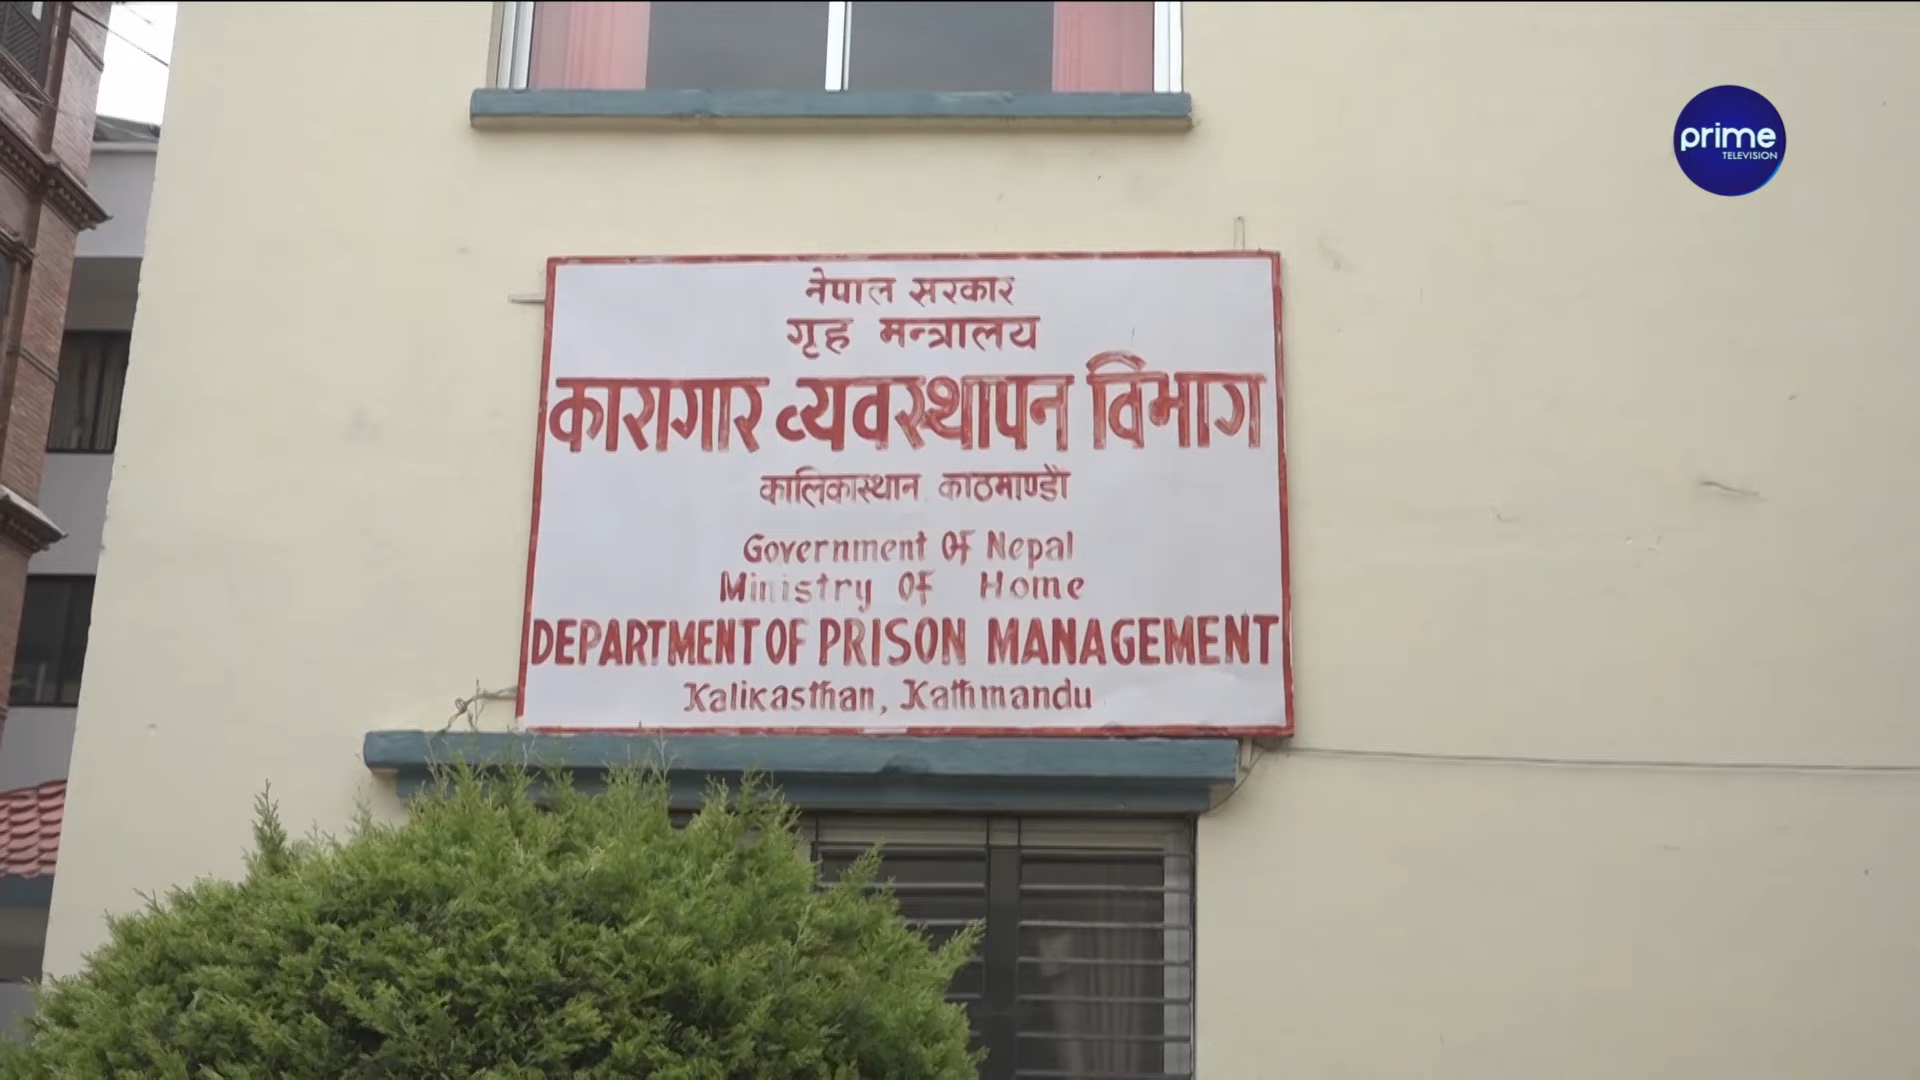 prime
TELEVISION
नेपाल सरकार
गृह मन्त्रालय
कारागार व्यवस्थापन विभाग
कालिकास्थान काठमाण्डौ
Government OF Nepal
Ministry OF Home
DEPARTMENT OF PRISON MANAGEMENT
Kalikasthan, Kathmandu